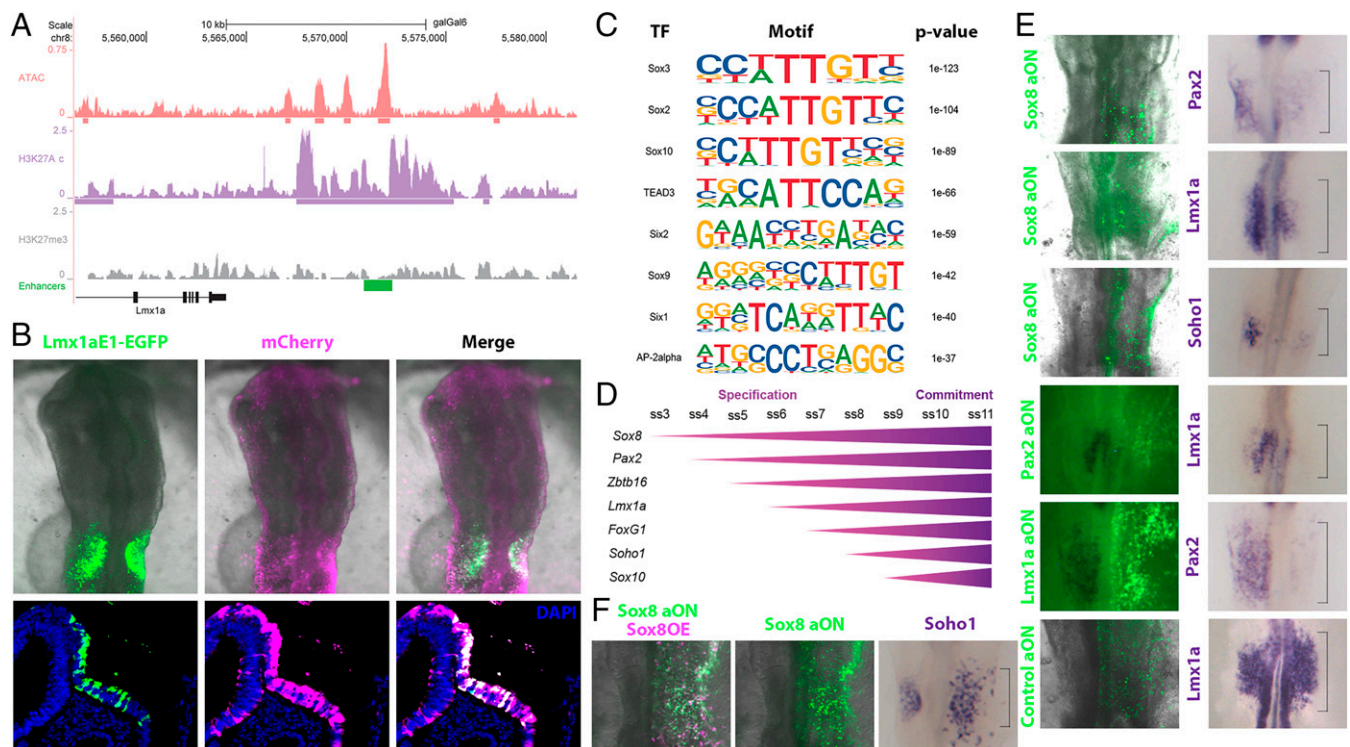 A
Scale
10 kb
galGal6
chr8:
5,560,000
5,565,000
5,570,000
5,575,000
5,580,000
0.75
ATAC
0
2.5
H3K27A c
0
2.5
H3K27me3
0
Enhancers
Lmx1a
B
Lmx1aE1-EGFP
mCherry
Merge
DAPI
C
TF
Motif
p-value
Sox3
1e-123
Sox2
1e-104
Sox10
1e-89
TEAD3
1e-66
Six2
1e-59
Sox9
1e-42
Six1
1e-40
AP-2alpha
1e-37
D
Specification
Commitment
ss3 ss4 ss5 ss6 ss7 ss8 ss9 ss10 ss11
Sox8
Pax2
Zbtb16
Lmx1a
FoxG1
Soho1
Sox10
E
Sox8 aON
Pax2
Sox8 aON
Lmx1a
Sox8 aON
Soho1
Pax2 aON
Lmx1a
Lmx1a aON
Pax2
Control aON
Lmx1a
F
Sox8 aON
Sox8OE
Sox8 aON
Soho1